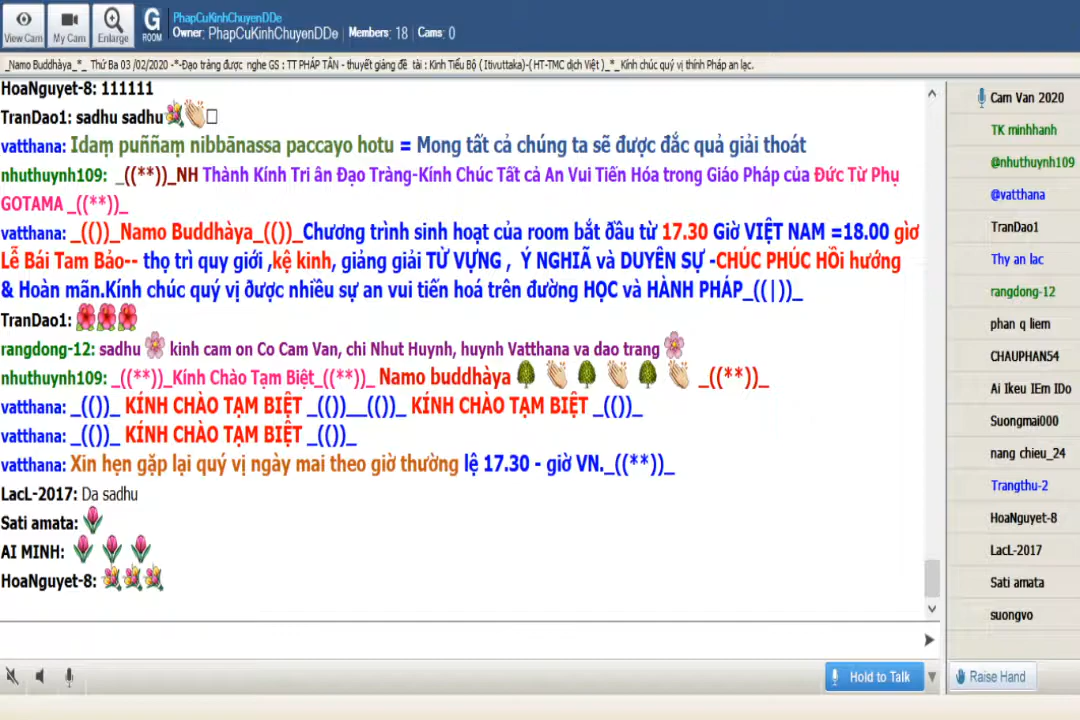 View Cam
My Cam
Enlarge
G
ROOM
PhapCuKinhChuyenDDe
Owner: PhapCuKinhChuyenDDe | Members: 18 | Cams: 0
_Namo Buddhàya_*_ Thứ Ba 03 /02/2020 -*-Đạo tràng được nghe GS : TT PHÁP TÂN - thuyết giảng đề tài : Kinh Tiểu Bộ ( Itivuttaka)-( HT-TMC dịch Việt )_*_Kính chúc quý vị thính Pháp an lạc.
HoaNguyet-8: 111111
TranDao1: sadhu sadhu
vatthana: Idaṃ puññaṃ nibbānassa paccayo hotu = Mong tất cả chúng ta sẽ được đắc quả giải thoát
nhuthuynh109: _((**))_NH Thành Kính Tri ân Đạo Tràng-Kính Chúc Tất cả An Vui Tiến Hóa trong Giáo Pháp của Đức Từ Phụ
GOTAMA _((**))_
vatthana: _(())_Namo Buddhàya_(())_Chương trình sinh hoạt của room bắt đầu từ 17.30 Giờ VIỆT NAM =18.00 giờ
Lễ Bái Tam Bảo-- thọ trì quy giới ,kệ kinh, giảng giải TỪ VỰNG , Ý NGHIÃ và DUYÊN SỰ -CHÚC PHÚC HỒi hướng
& Hoàn mãn.Kính chúc quý vị ðược nhiều sự an vui tiến hoá trên đường HỌC và HÀNH PHÁP_((|))_
TranDao1:
rangdong-12: sadhu kinh cam on Co Cam Van, chi Nhut Huynh, huynh Vatthana va dao trang
nhuthuynh109: _((**))_Kính Chào Tạm Biệt_((**))_ Namo buddhàya _((**))_
vatthana: _(())_ KÍNH CHÀO TẠM BIỆT _(())__(())_ KÍNH CHÀO TẠM BIỆT _(())_
vatthana: _(())_ KÍNH CHÀO TẠM BIỆT _(())_
vatthana: Xin hẹn gặp lại quý vị ngày mai theo giờ thường lệ 17.30 - giờ VN._((**))_
LacL-2017: Da sadhu
Sati amata:
AI MINH:
HoaNguyet-8:
Cam Van 2020
TK minhhanh
@nhuthuynh109
@vatthana
TranDao1
Thy an lac
rangdong-12
phan q liem
CHAUPHAN54
Ai Ikeu IEm IDo
Suongmai000
nang chieu_24
Trangthu-2
HoaNguyet-8
LacL-2017
Sati amata
suongvo
Hold to Talk
Raise Hand